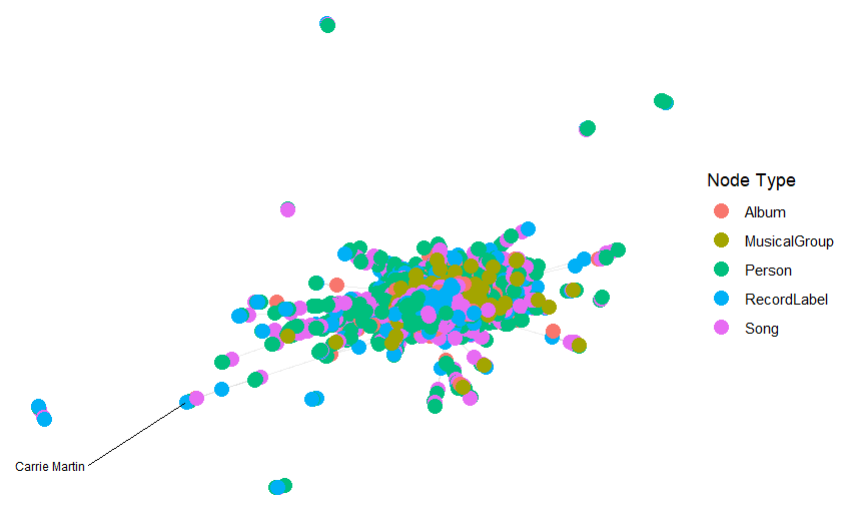 Node Type
Album
MusicalGroup
Person
RecordLabel
Song
Carrie Martin